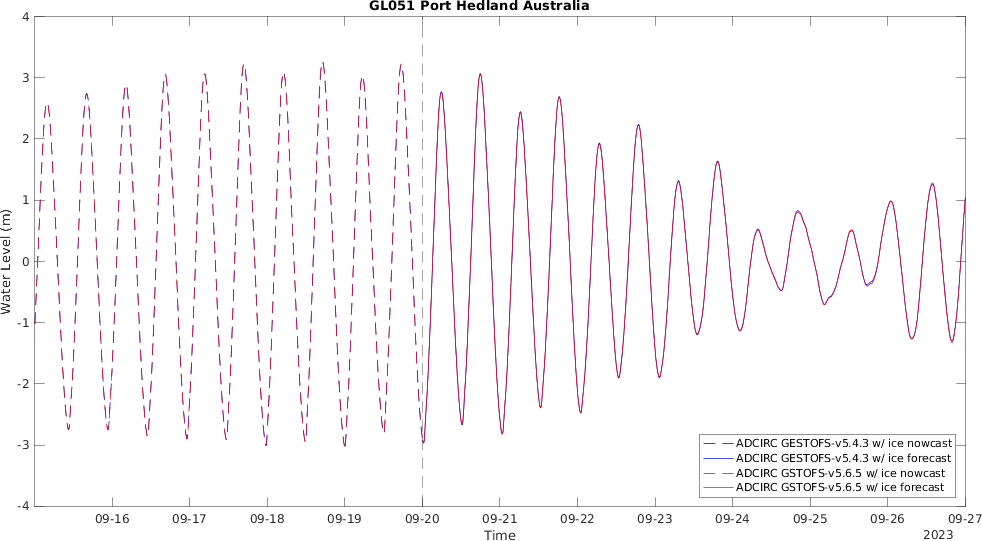 GL051 Port Hedland Australia
4
3
2
1
0
-1
-2
-3
-4
Water Level (m)
ADCIRC GESTOFS-v5.4.3 w/ ice nowcast
ADCIRC GESTOFS-v5.4.3 w/ ice forecast
ADCIRC GSTOFS-v5.6.5 w/ ice nowcast
ADCIRC GSTOFS-v5.6.5 w/ ice forecast
09-16 09-17 09-18 09-19 09-20 09-21 09-22 09-23 09-24 09-25 09-26 09-27
Time
2023